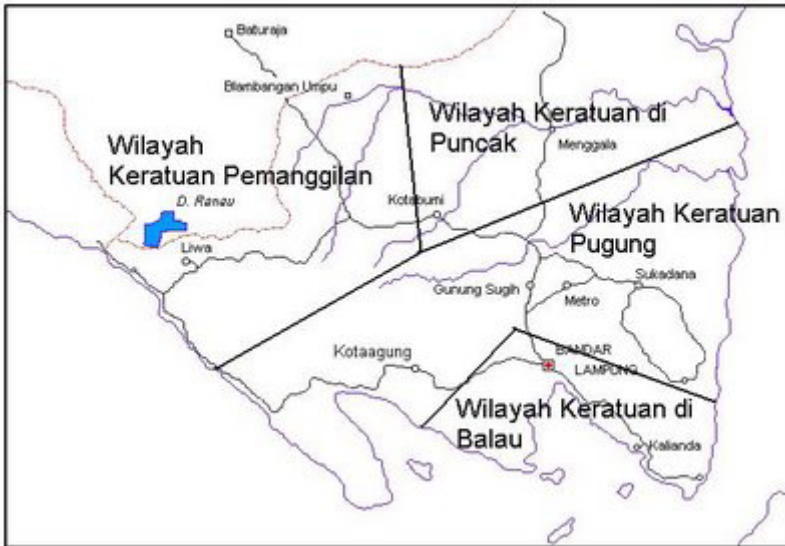 Baturaja
Blambangan Umpu
Wilayah Keratuan di
Puncak
Menggala
Wilayah
Keratuan Pemanggilan
D. Ranau
Kotabumi
Liwa
Wilayah Keratuan
Pugung
Gunung Sugih
Metro
Sukadana
Kotaagung
BANDAR
LAMPUNG
Wilayah Keratuan di
Balau
Kalianda